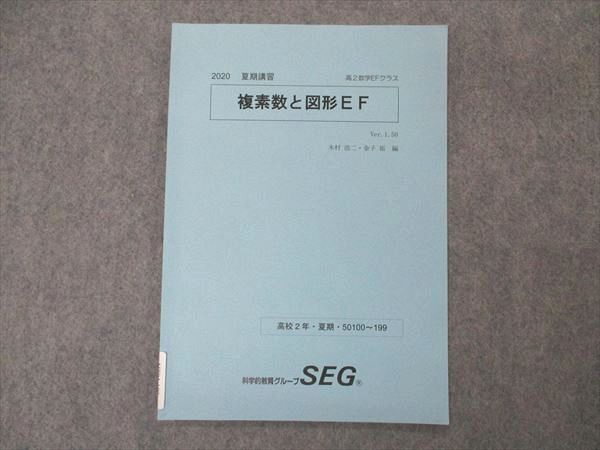 2020 夏期講習 高2数学EFクラス
複素数と図形EF
Ver. 1.50
木村 浩二・金子 拓 編
高校2年・夏期・50100～199
科学的教育グループSEG®